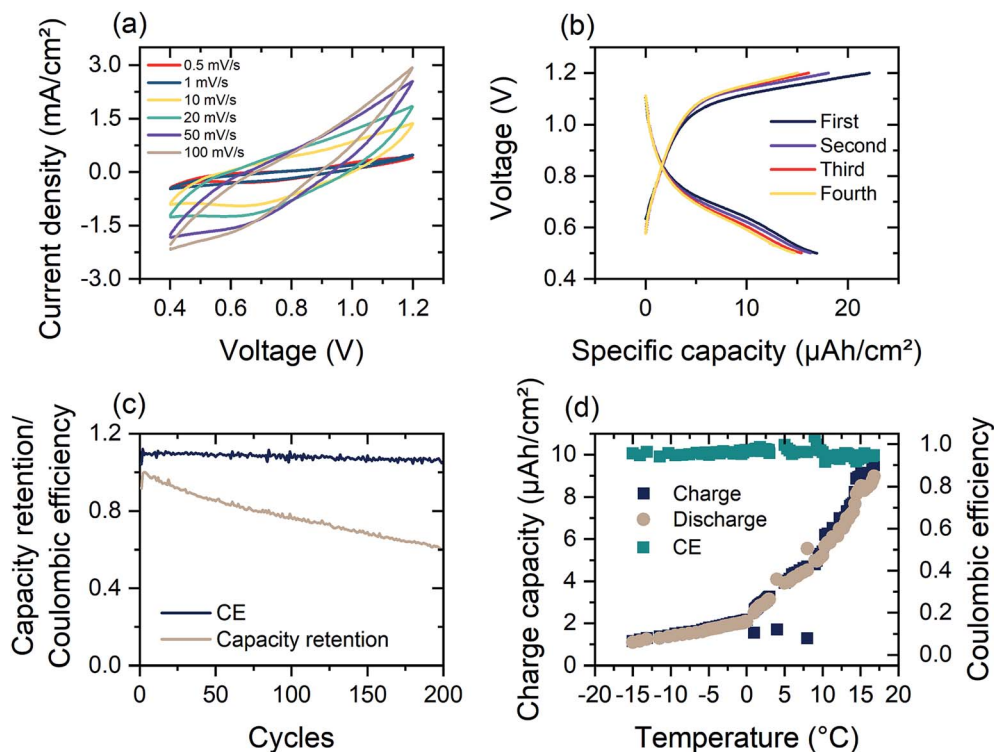 (a)
Current density (mA/cm²)
3.0
1.5
0.0
-1.5
-3.0
0.5 mV/s
1 mV/s
10 mV/s
20 mV/s
50 mV/s
100 mV/s
0.4 0.6 0.8 1.0 1.2
Voltage (V)
(b)
Voltage (V)
1.2
0.8
0.4
First
Second
Third
Fourth
0 10 20
Specific capacity (µAh/cm²)
(c)
Capacity retention/
Coulombic efficiency
1.2
0.8
0.4
0.0
CE
Capacity retention
0 50 100 150 200
Cycles
(d)
Charge capacity (µAh/cm²)
10
8
6
4
2
0
Charge
Discharge
CE
1.0
0.8
0.6
0.4
0.2
0.0
Coulombic efficiency
-20 -15 -10 -5 0 5 10 15 20
Temperature (°C)